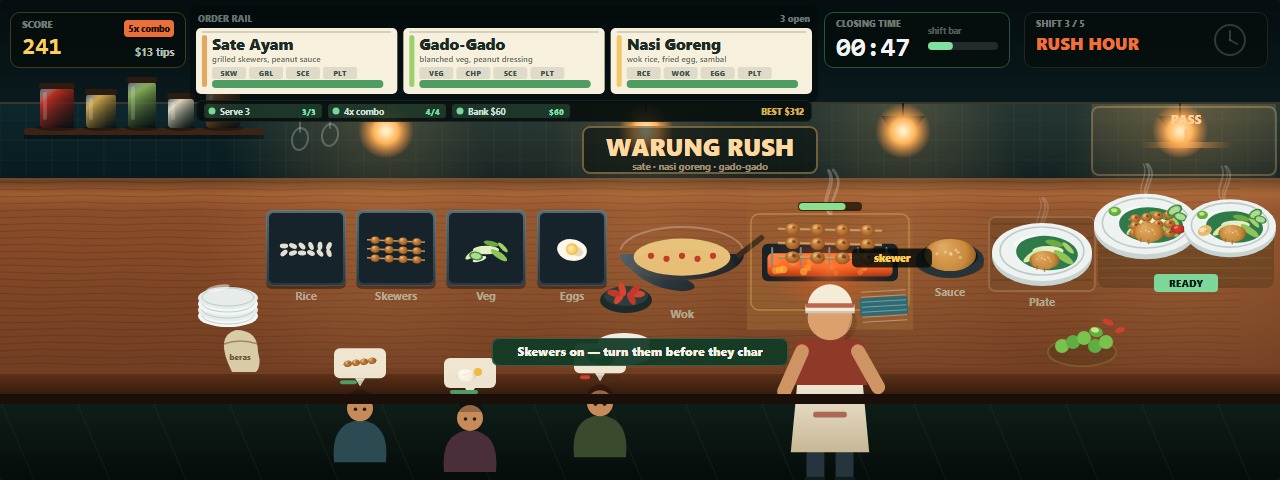 SCORE
241
5x combo
$13 tips
ORDER RAIL
3 open
Sate Ayam
grilled skewers, peanut sauce
SKW GRL SCE PLT
Gado-Gado
blanched veg, peanut dressing
VEG CHP SCE PLT
Nasi Goreng
wok rice, fried egg, sambal
RCE WOK EGG PLT
Serve 3 3/3
4x combo 4/4
Bank $60 $60
BEST $312
CLOSING TIME
00:47
shift bar
SHIFT 3 / 5
RUSH HOUR
PASS
WARUNG RUSH
sate · nasi goreng · gado-gado
Rice
Skewers
Veg
Eggs
Wok
skewer
Sauce
Plate
READY
beras
Skewers on — turn them before they char